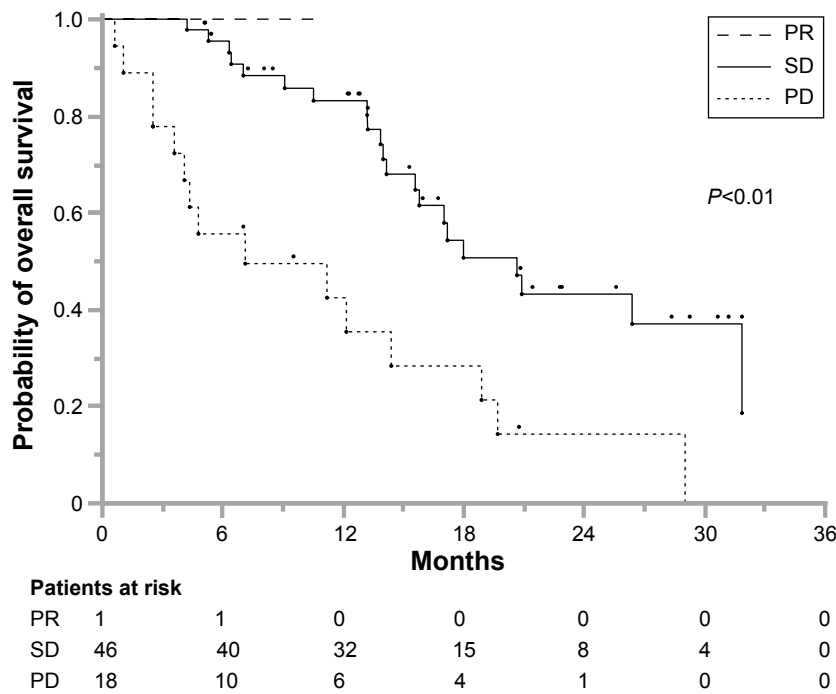 Probability of overall survival
1.0
0.8
0.6
0.4
0.2
0
PR
SD
PD
P<0.01
0 6 12 18 24 30 36
Months
Patients at risk
PR 1 1 0 0 0 0 0
SD 46 40 32 15 8 4 0
PD 18 10 6 4 1 0 0